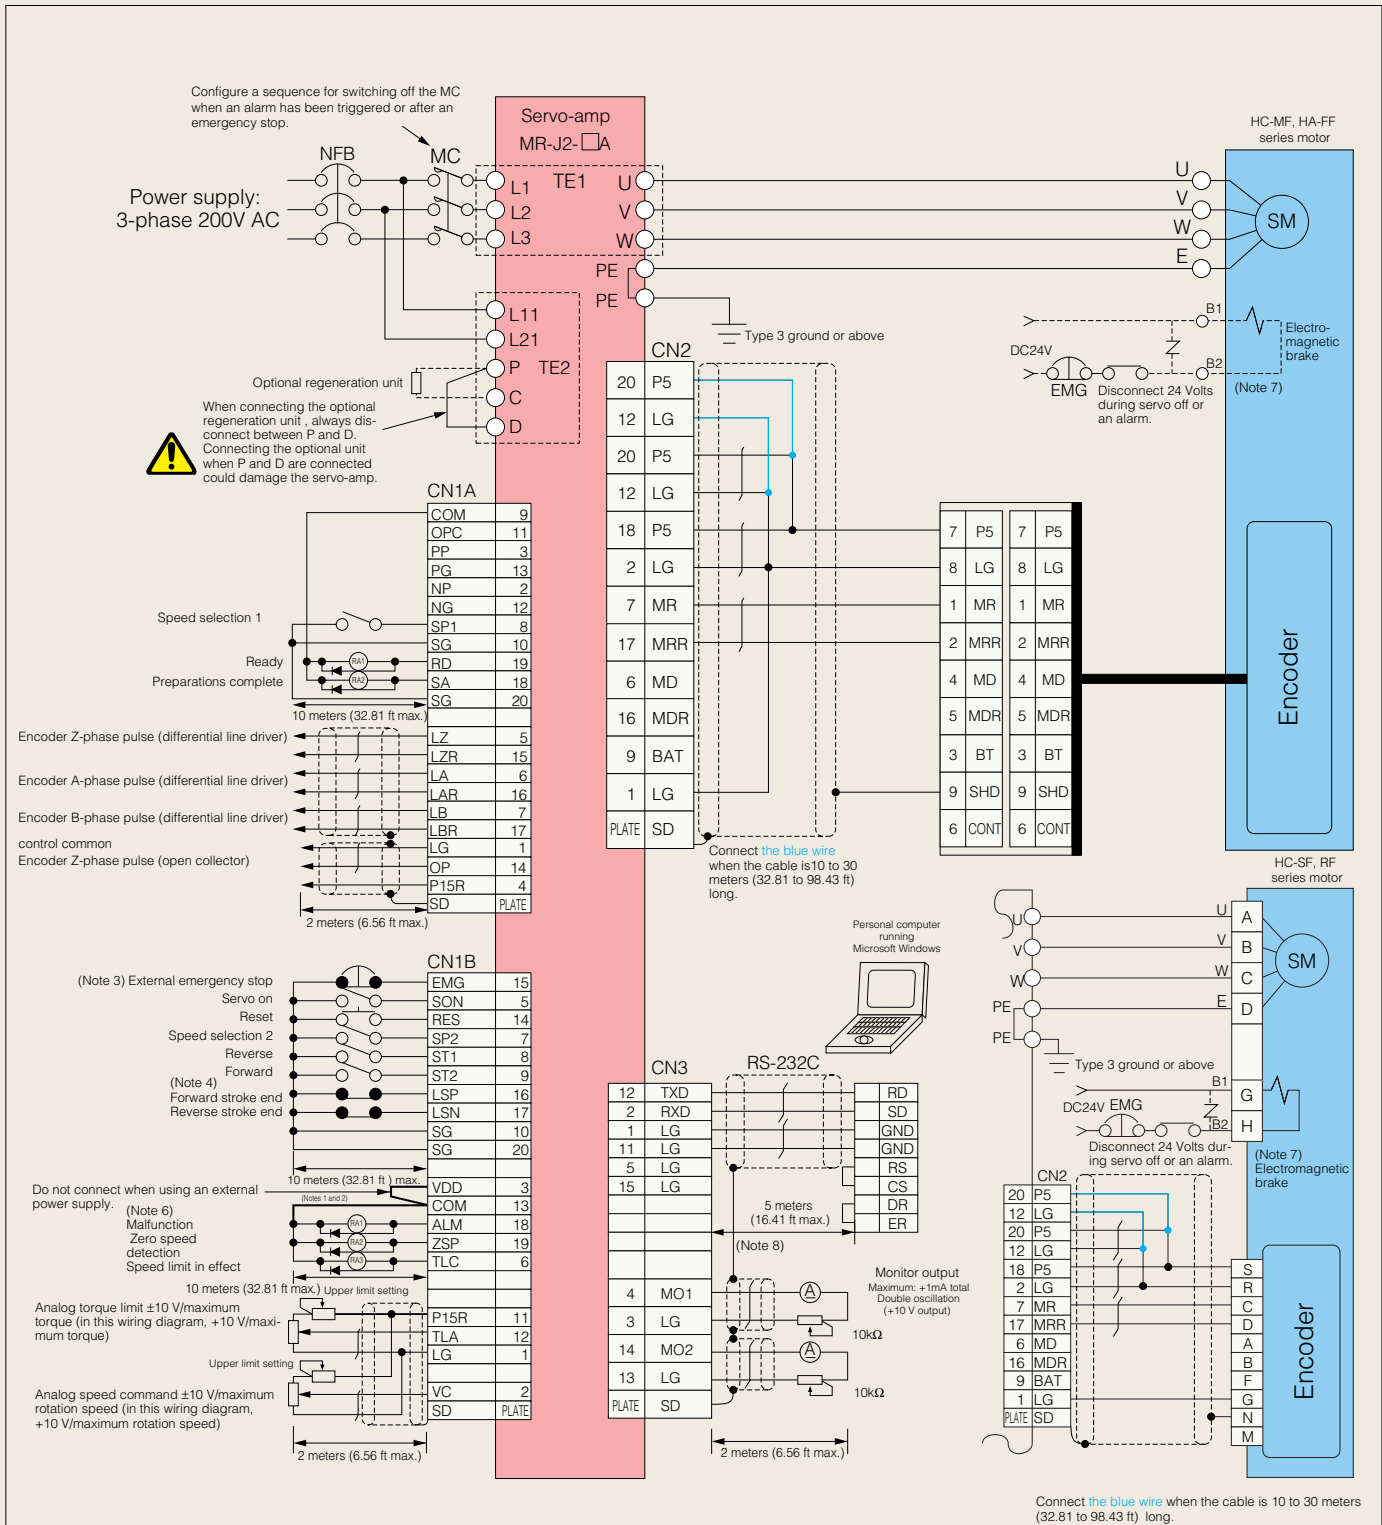 Configure a sequence for switching off the MC
when an alarm has been triggered or after an
emergency stop.
NFB
MC
Power supply:
3-phase 200V AC
Servo-amp
MR-J2-□A
L1
TE1
U
L2
V
L3
W
PE
PE
L11
L21
P
TE2
C
D
Type 3 ground or above
Optional regeneration unit
When connecting the optional
regeneration unit , always dis-
connect between P and D.
Connecting the optional unit
when P and D are connected
could damage the servo-amp.
HC-MF, HA-FF
series motor
U
V
W
E
SM
B1
DC24V
B2
EMG
Disconnect 24 Volts
during servo off or
an alarm.
Electro-
magnetic
brake
(Note 7)
Encoder
CN2
20 P5
12 LG
20 P5
12 LG
18 P5
2 LG
7 MR
17 MRR
6 MD
16 MDR
9 BAT
1 LG
PLATE SD
7 P5 7 P5
8 LG 8 LG
1 MR 1 MR
2 MRR 2 MRR
4 MD 4 MD
5 MDR 5 MDR
3 BT 3 BT
9 SHD 9 SHD
6 CONT 6 CONT
Connect the blue wire
when the cable is10 to 30
meters (32.81 to 98.43 ft)
long.
CN1A
COM 9
OPC 11
PP 3
PG 13
NP 2
NG 12
SP1 8
SG 10
RD 19
SA 18
SG 20
LZ 5
LZR 15
LA 6
LAR 16
LB 7
LBR 17
LG 1
OP 14
P15R 4
SD PLATE
Speed selection 1
Ready
RA1
Preparations complete
RA2
10 meters (32.81 ft max.)
Encoder Z-phase pulse (differential line driver)
Encoder A-phase pulse (differential line driver)
Encoder B-phase pulse (differential line driver)
control common
Encoder Z-phase pulse (open collector)
2 meters (6.56 ft max.)
CN1B
EMG 15
SON 5
RES 14
SP2 7
ST1 8
ST2 9
LSP 16
LSN 17
SG 10
SG 20
VDD 3
COM 13
ALM 18
ZSP 19
TLC 6
P15R 11
TLA 12
LG 1
VC 2
SD PLATE
(Note 3) External emergency stop
Servo on
Reset
Speed selection 2
Reverse
Forward
(Note 4)
Forward stroke end
Reverse stroke end
10 meters (32.81 ft ) max.
Do not connect when using an external
power supply.
(Notes 1 and 2)
(Note 6)
Malfunction
Zero speed
detection
Speed limit in effect
RA1
RA2
RA3
10 meters (32.81 ft max.)
Upper limit setting
Analog torque limit ±10 V/maximum
torque (in this wiring diagram, +10 V/maxi-
mum torque)
Upper limit setting
Analog speed command ±10 V/maximum
rotation speed (in this wiring diagram,
+10 V/maximum rotation speed)
2 meters (6.56 ft max.)
Personal computer
running
Microsoft Windows
CN3
RS-232C
12 TXD
2 RXD
1 LG
11 LG
5 LG
15 LG
4 MO1
3 LG
14 MO2
13 LG
PLATE SD
RD
SD
GND
GND
RS
CS
DR
ER
5 meters
(16.41 ft max.)
(Note 8)
Monitor output
Maximum: +1mA total
Double oscillation
(+10 V output)
A
10kΩ
A
10kΩ
2 meters (6.56 ft max.)
HC-SF, RF
series motor
U
V
W
PE
PE
U
V
W
E
A
B
C
D
G
H
SM
Type 3 ground or above
B1
DC24V EMG
B2
Disconnect 24 Volts dur-
ing servo off or an alarm.
(Note 7)
Electromagnetic
brake
CN2
20 P5
12 LG
20 P5
12 LG
18 P5
2 LG
7 MR
17 MRR
6 MD
16 MDR
9 BAT
1 LG
PLATE SD
S
R
C
D
A
B
F
G
N
M
Encoder
Connect the blue wire when the cable is 10 to 30 meters
(32.81 to 98.43 ft) long.